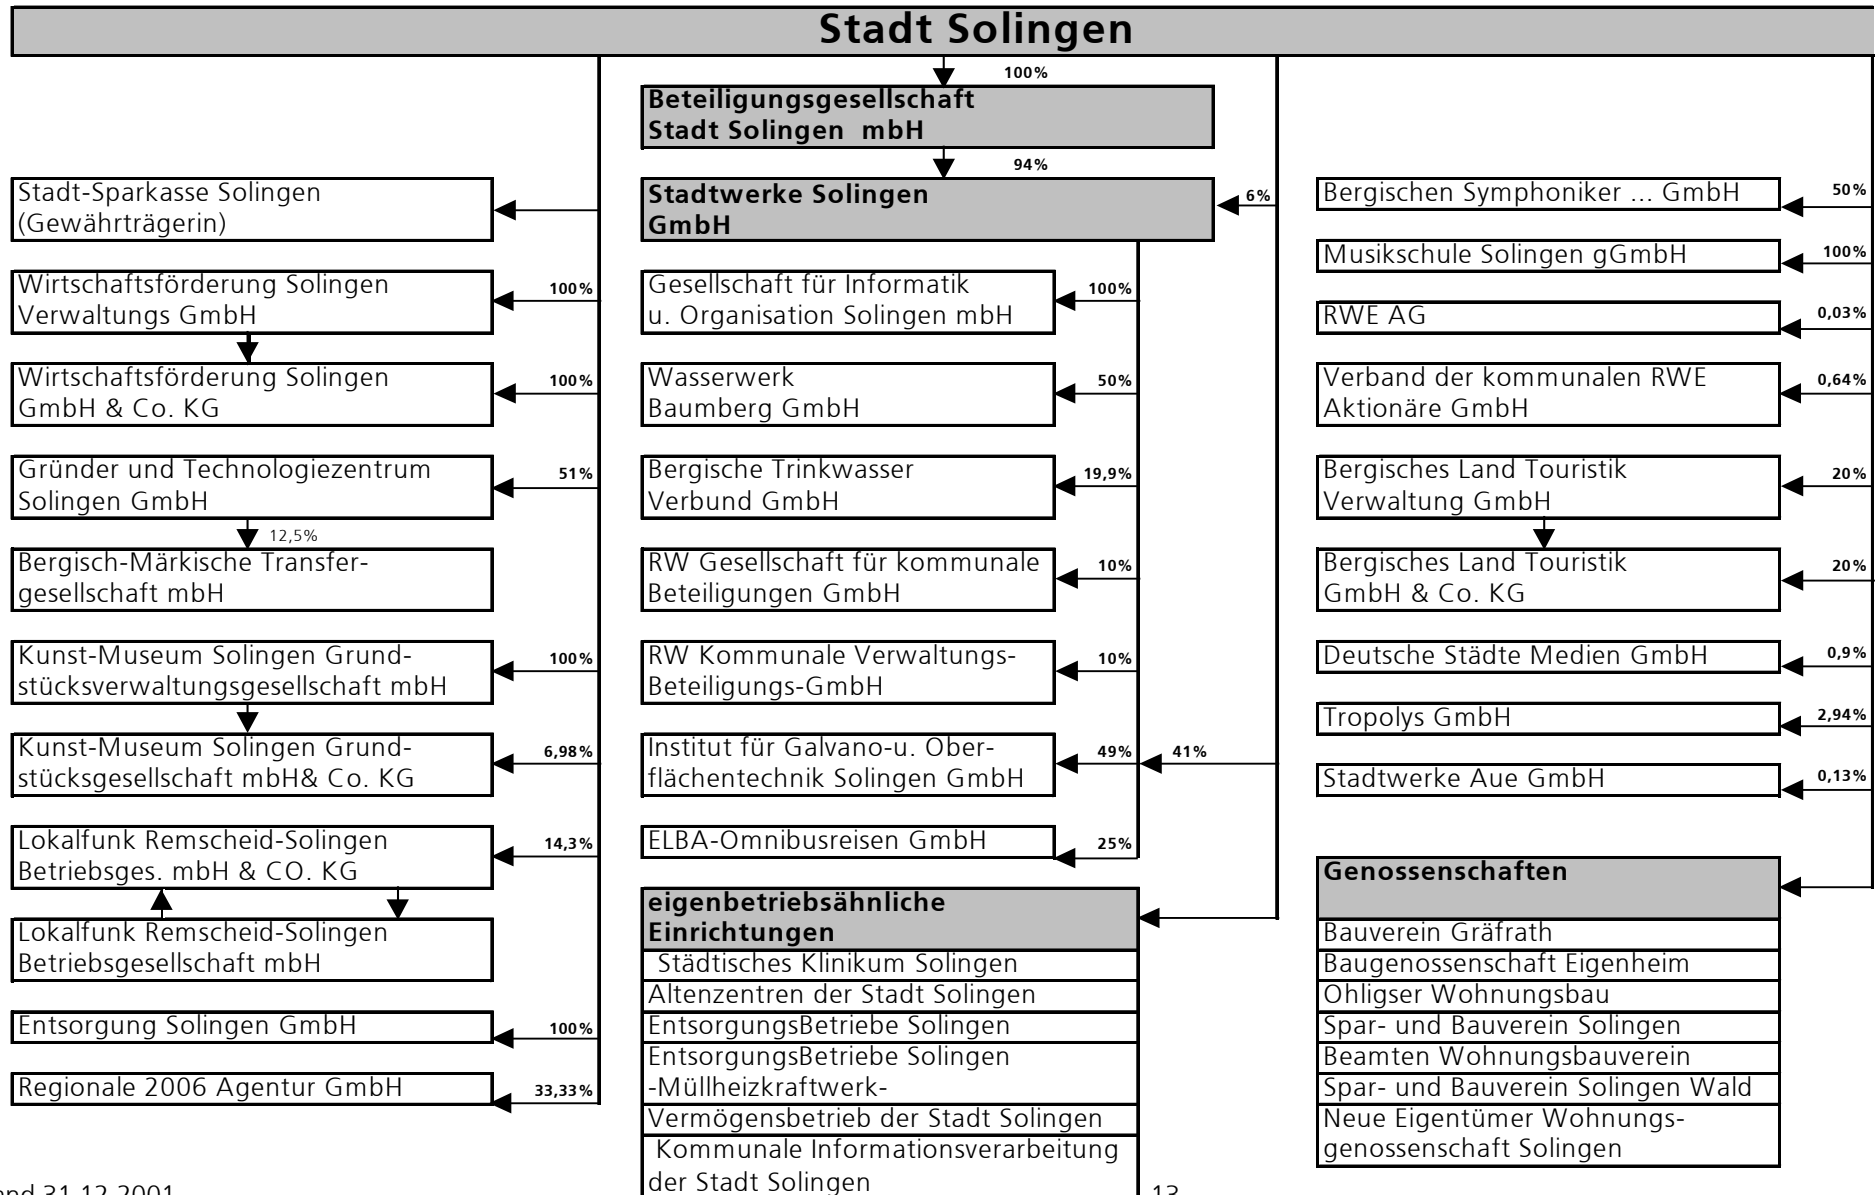 Stadt Solingen
100%
Beteiligungsgesellschaft
Stadt Solingen mbH
94%
Stadt-Sparkasse Solingen
(Gewährträgerin)
Wirtschaftsförderung Solingen
Verwaltungs GmbH
100%
Wirtschaftsförderung Solingen
GmbH & Co. KG
100%
Gründer und Technologiezentrum
Solingen GmbH
51%
12,5%
Bergisch-Märkische Transfer-
gesellschaft mbH
Kunst-Museum Solingen Grund-
stücksverwaltungsgesellschaft mbH
100%
Kunst-Museum Solingen Grund-
stücksgesellschaft mbH& Co. KG
6,98%
Lokalfunk Remscheid-Solingen
Betriebsges. mbH & CO. KG
14,3%
Lokalfunk Remscheid-Solingen
Betriebsgesellschaft mbH
Entsorgung Solingen GmbH
100%
Regionale 2006 Agentur GmbH
33,33%
Stadtwerke Solingen
GmbH
6%
Gesellschaft für Informatik
u. Organisation Solingen mbH
100%
Wasserwerk
Baumberg GmbH
50%
Bergische Trinkwasser
Verbund GmbH
19,9%
RW Gesellschaft für kommunale
Beteiligungen GmbH
10%
RW Kommunale Verwaltungs-
Beteiligungs-GmbH
10%
Institut für Galvano-u. Ober-
flächentechnik Solingen GmbH
49%
41%
ELBA-Omnibusreisen GmbH
25%
eigenbetriebsähnliche
Einrichtungen
Städtisches Klinikum Solingen
Altenzentren der Stadt Solingen
EntsorgungsBetriebe Solingen
EntsorgungsBetriebe Solingen
-Müllheizkraftwerk-
Vermögensbetrieb der Stadt Solingen
Kommunale Informationsverarbeitung
der Stadt Solingen
Bergischen Symphoniker ... GmbH
50%
Musikschule Solingen gGmbH
100%
RWE AG
0,03%
Verband der kommunalen RWE
Aktionäre GmbH
0,64%
Bergisches Land Touristik
Verwaltung GmbH
20%
Bergisches Land Touristik
GmbH & Co. KG
20%
Deutsche Städte Medien GmbH
0,9%
Tropolys GmbH
2,94%
Stadtwerke Aue GmbH
0,13%
Genossenschaften
Bauverein Gräfrath
Baugenossenschaft Eigenheim
Ohligser Wohnungsbau
Spar- und Bauverein Solingen
Beamten Wohnungsbauverein
Spar- und Bauverein Solingen Wald
Neue Eigentümer Wohnungs-
genossenschaft Solingen
31.12.2001
13